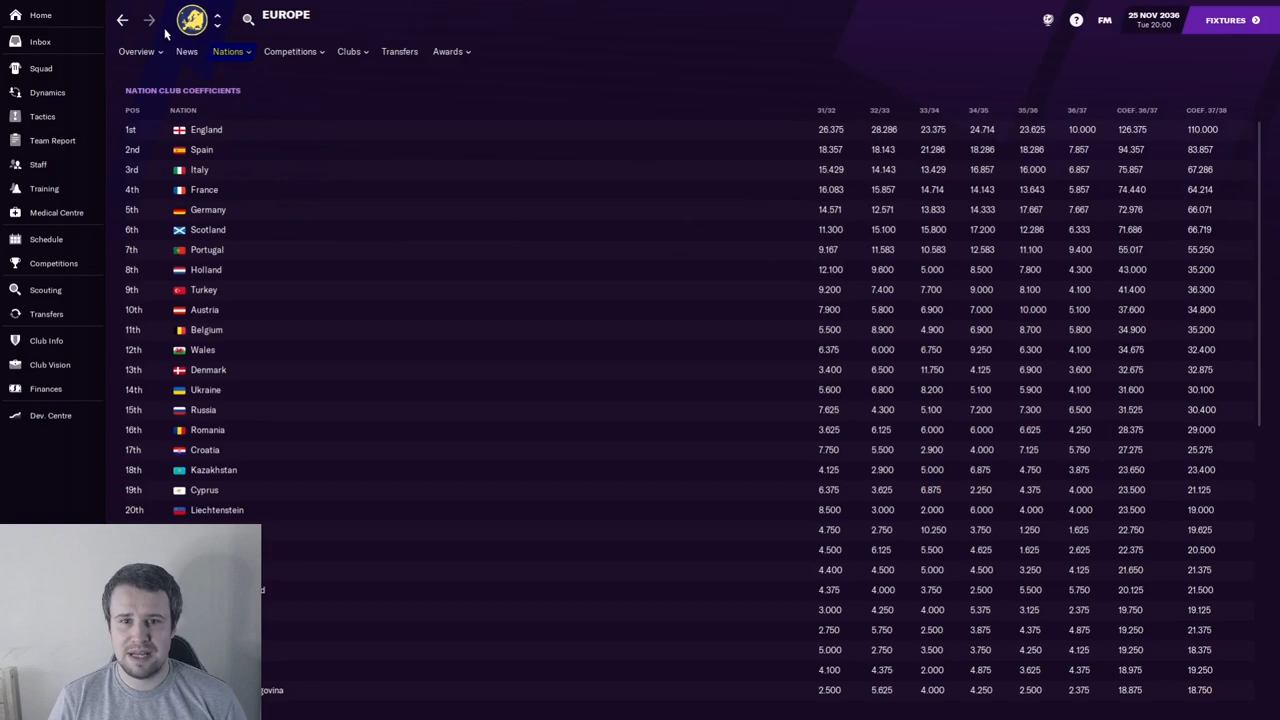 Home
Inbox
Squad
Dynamics
Tactics
Team Report
Staff
Training
Medical Centre
Schedule
Competitions
Scouting
Transfers
Club Info
Club Vision
Finances
Dev. Centre
EUROPE
FM
25 NOV 2036
Tue 20:00
FIXTURES
Overview News Nations Competitions Clubs Transfers Awards
NATION CLUB COEFFICIENTS
POS NATION 31/32 32/33 33/34 34/35 35/36 36/37 COEF. 36/37 COEF. 37/38
1st England 26.375 28.286 23.375 24.714 23.625 10.000 126.375 110.000
2nd Spain 18.357 18.143 21.286 18.286 18.286 7.857 94.357 83.857
3rd Italy 15.429 14.143 13.429 16.857 16.000 6.857 75.857 67.286
4th France 16.083 15.857 14.714 14.143 13.643 5.857 74.440 64.214
5th Germany 14.571 12.571 13.833 14.333 17.667 7.667 72.976 66.071
6th Scotland 11.300 15.100 15.800 17.200 12.286 6.333 71.686 66.719
7th Portugal 9.167 11.583 10.583 12.583 11.100 9.400 55.017 55.250
8th Holland 12.100 9.600 5.000 8.500 7.800 4.300 43.000 35.200
9th Turkey 9.200 7.400 7.700 9.000 8.100 4.100 41.400 36.300
10th Austria 7.900 5.800 6.900 7.000 10.000 5.100 37.600 34.800
11th Belgium 5.500 8.900 4.900 6.900 8.700 5.800 34.900 35.200
12th Wales 6.375 6.000 6.750 9.250 6.300 4.100 34.675 32.400
13th Denmark 3.400 6.500 11.750 4.125 6.900 3.600 32.675 32.875
14th Ukraine 5.600 6.800 8.200 5.100 5.900 4.100 31.600 30.100
15th Russia 7.625 4.300 5.100 7.200 7.300 6.500 31.525 30.400
16th Romania 3.625 6.125 6.000 6.000 6.625 4.250 28.375 29.000
17th Croatia 7.750 5.500 2.900 4.000 7.125 5.750 27.275 25.275
18th Kazakhstan 4.125 2.900 5.000 6.875 4.750 3.875 23.650 23.400
19th Cyprus 6.375 3.625 6.875 2.250 4.375 4.000 23.500 21.125
20th Liechtenstein 8.500 3.000 2.000 6.000 4.000 4.000 23.500 19.000
4.750 2.750 10.250 3.750 1.250 1.625 22.750 19.625
4.500 6.125 5.500 4.625 1.625 2.625 22.375 20.500
4.400 4.500 5.000 4.500 3.250 4.125 21.650 21.375
d 4.375 4.000 3.750 2.500 5.500 5.750 20.125 21.500
3.000 4.250 4.000 5.375 3.125 2.375 19.750 19.125
2.750 5.750 2.500 3.875 4.375 4.875 19.250 21.375
5.000 2.750 3.500 3.750 4.250 4.125 19.250 18.375
4.100 4.375 2.000 4.875 3.625 4.375 18.975 19.250
govina 2.500 5.625 4.000 4.250 2.500 2.375 18.875 18.750